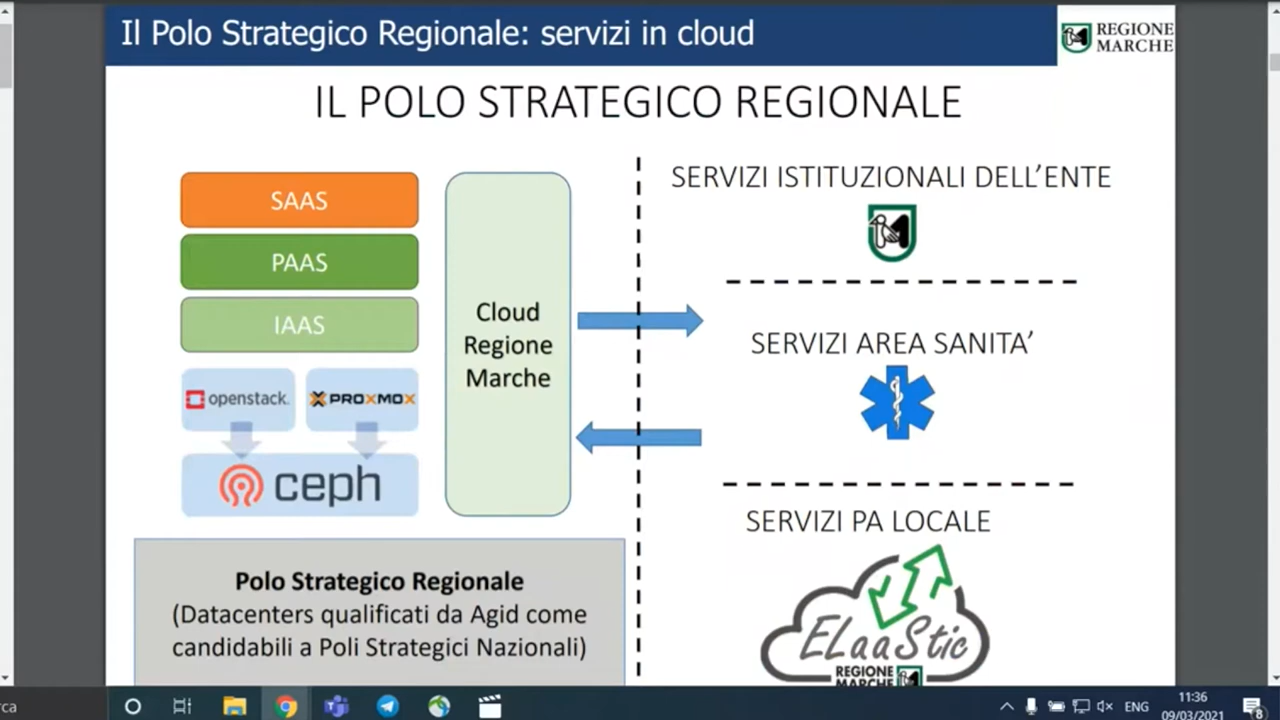 Il Polo Strategico Regionale: servizi in cloud
REGIONE
MARCHE
IL POLO STRATEGICO REGIONALE
SAAS
PAAS
IAAS
openstack.
PROXMOX
ceph
Cloud
Regione
Marche
Polo Strategico Regionale
(Datacenters qualificati da Agid come
candidabili a Poli Strategici Nazionali)
SERVIZI ISTITUZIONALI DELL’ENTE
SERVIZI AREA SANITA’
SERVIZI PA LOCALE
ELaaStic
REGIONE
MARCHE
rca
ENG
11:36
09/03/2021
8